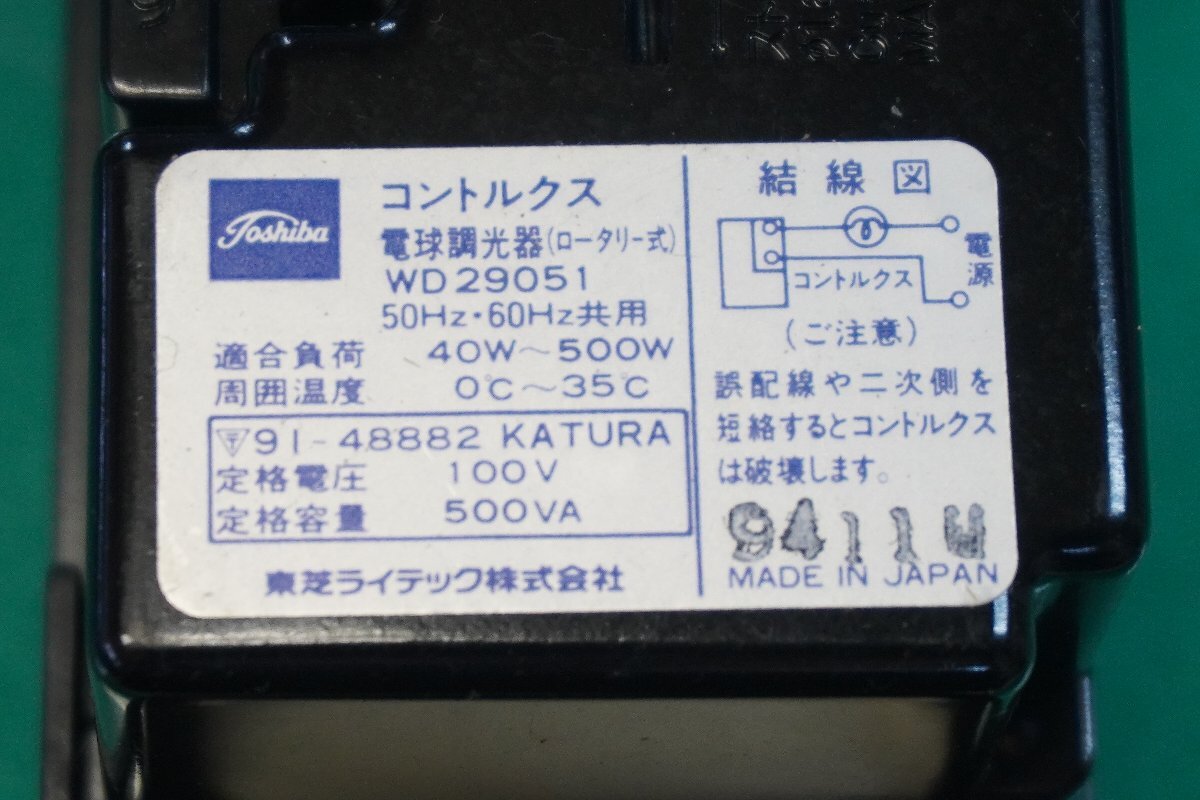 Toshiba
コントルクス
電球調光器(ロータリー式)
WD29051
50Hz・60Hz共用
適合負荷 40W～500W
周囲温度 0℃～35℃
91-48882 KATURA
定格電圧 100V
定格容量 500VA
東芝ライテック株式会社
結線図
コントルクス
電源
(ご注意)
誤配線や二次側を
短絡するとコントルクス
は破壊します。
9411
MADE IN JAPAN